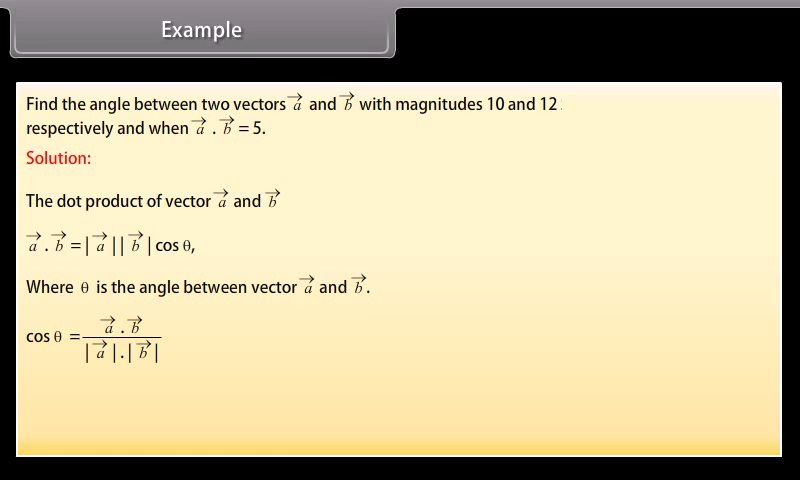 Example
Find the angle between two vectors a⃗ and b⃗ with magnitudes 10 and 12
respectively and when a⃗ . b⃗ = 5.
Solution:
The dot product of vector a⃗ and b⃗
a⃗ . b⃗ = | a⃗ | | b⃗ | cos θ,
Where θ is the angle between vector a⃗ and b⃗.
cos θ = a⃗ . b⃗ / | a⃗ | . | b⃗ |